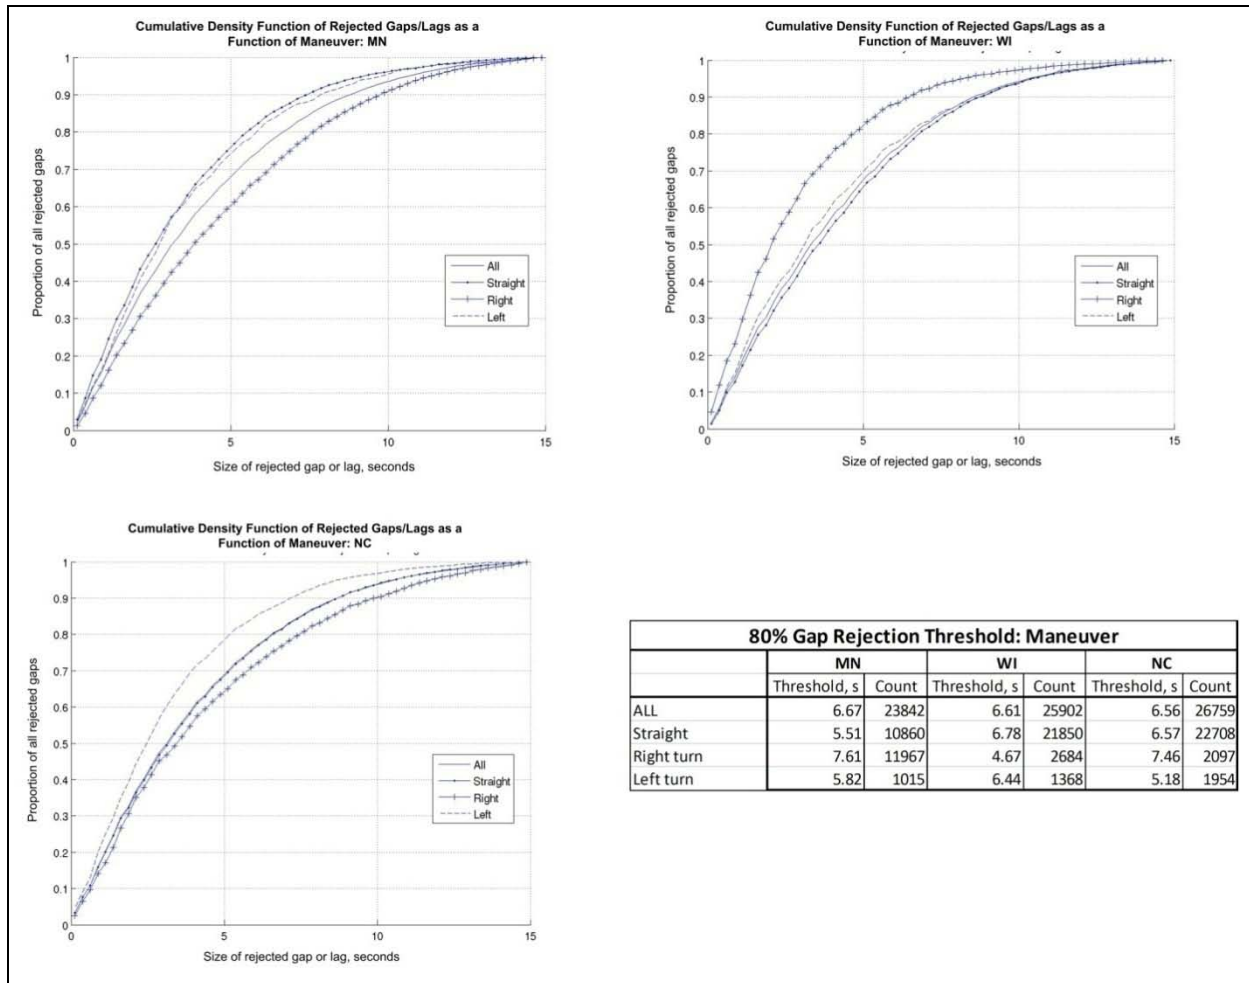 Cumulative Density Function of Rejected Gaps/Lags as a
Function of Maneuver: MN
Proportion of all rejected gaps
1
0.9
0.8
0.7
0.6
0.5
0.4
0.3
0.2
0.1
0
0 5 10 15
Size of rejected gap or lag, seconds
All
Straight
Right
Left
Cumulative Density Function of Rejected Gaps/Lags as a
Function of Maneuver: WI
Proportion of all rejected gaps
1
0.9
0.8
0.7
0.6
0.5
0.4
0.3
0.2
0.1
0
0 5 10 15
Size of rejected gap or lag, seconds
All
Straight
Right
Left
Cumulative Density Function of Rejected Gaps/Lags as a
Function of Maneuver: NC
Proportion of all rejected gaps
1
0.9
0.8
0.7
0.6
0.5
0.4
0.3
0.2
0.1
0
0 5 10 15
Size of rejected gap or lag, seconds
All
Straight
Right
Left
80% Gap Rejection Threshold: Maneuver
MN WI NC
Threshold, s Count Threshold, s Count Threshold, s Count
ALL 6.67 23842 6.61 25902 6.56 26759
Straight 5.51 10860 6.78 21850 6.57 22708
Right turn 7.61 11967 4.67 2684 7.46 2097
Left turn 5.82 1015 6.44 1368 5.18 1954